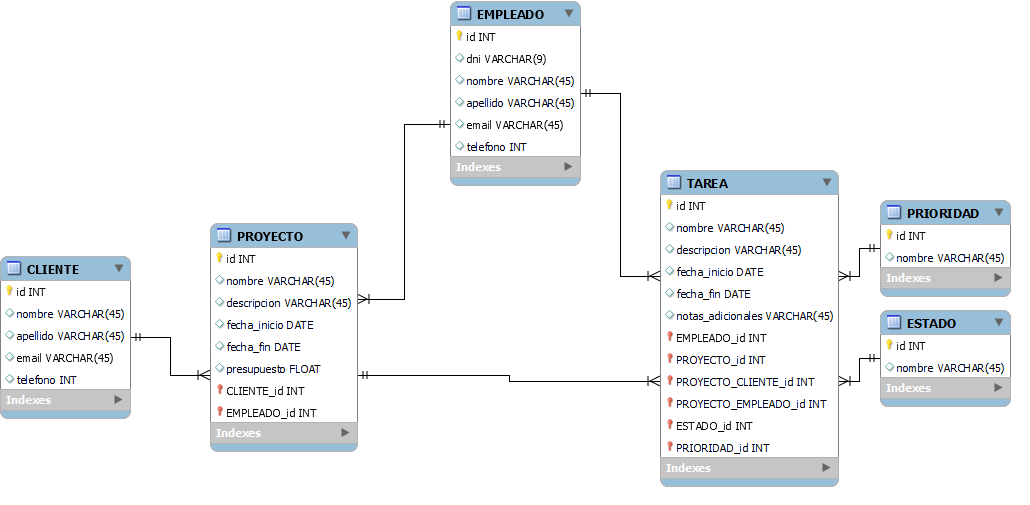 EMPLEADO
id INT
dni VARCHAR(9)
nombre VARCHAR(45)
apellido VARCHAR(45)
email VARCHAR(45)
telefono INT
Indexes
TAREA
id INT
nombre VARCHAR(45)
descripcion VARCHAR(45)
fecha_inicio DATE
fecha_fin DATE
notas_adicionales VARCHAR(45)
EMPLEADO_id INT
PROYECTO_id INT
PROYECTO_CLIENTE_id INT
PROYECTO_EMPLEADO_id INT
ESTADO_id INT
PRIORIDAD_id INT
Indexes
PRIORIDAD
id INT
nombre VARCHAR(45)
Indexes
ESTADO
id INT
nombre VARCHAR(45)
Indexes
PROYECTO
id INT
nombre VARCHAR(45)
descripcion VARCHAR(45)
fecha_inicio DATE
fecha_fin DATE
presupuesto FLOAT
CLIENTE_id INT
EMPLEADO_id INT
Indexes
CLIENTE
id INT
nombre VARCHAR(45)
apellido VARCHAR(45)
email VARCHAR(45)
telefono INT
Indexes